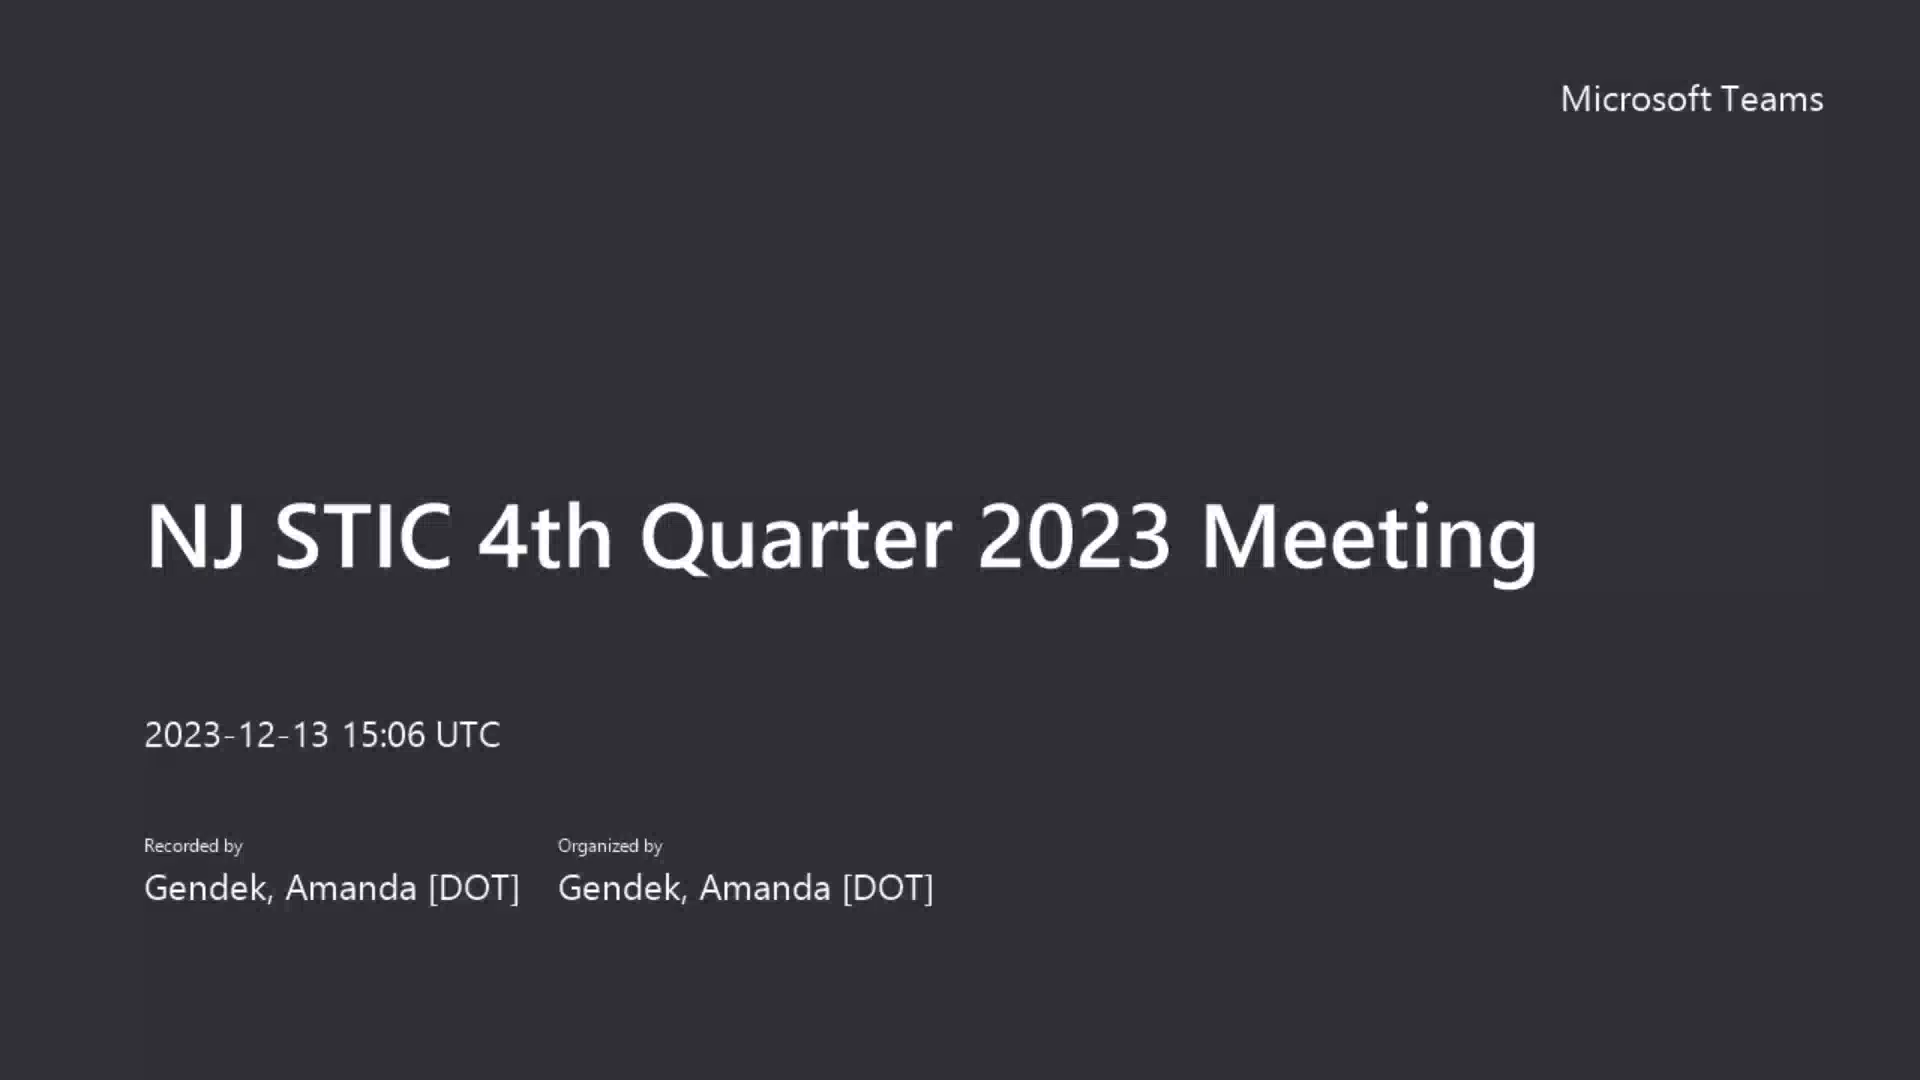 Microsoft Teams
NJ STIC 4th Quarter 2023 Meeting
2023-12-13 15:06 UTC
Recorded by Organized by
Gendek, Amanda [DOT] Gendek, Amanda [DOT]